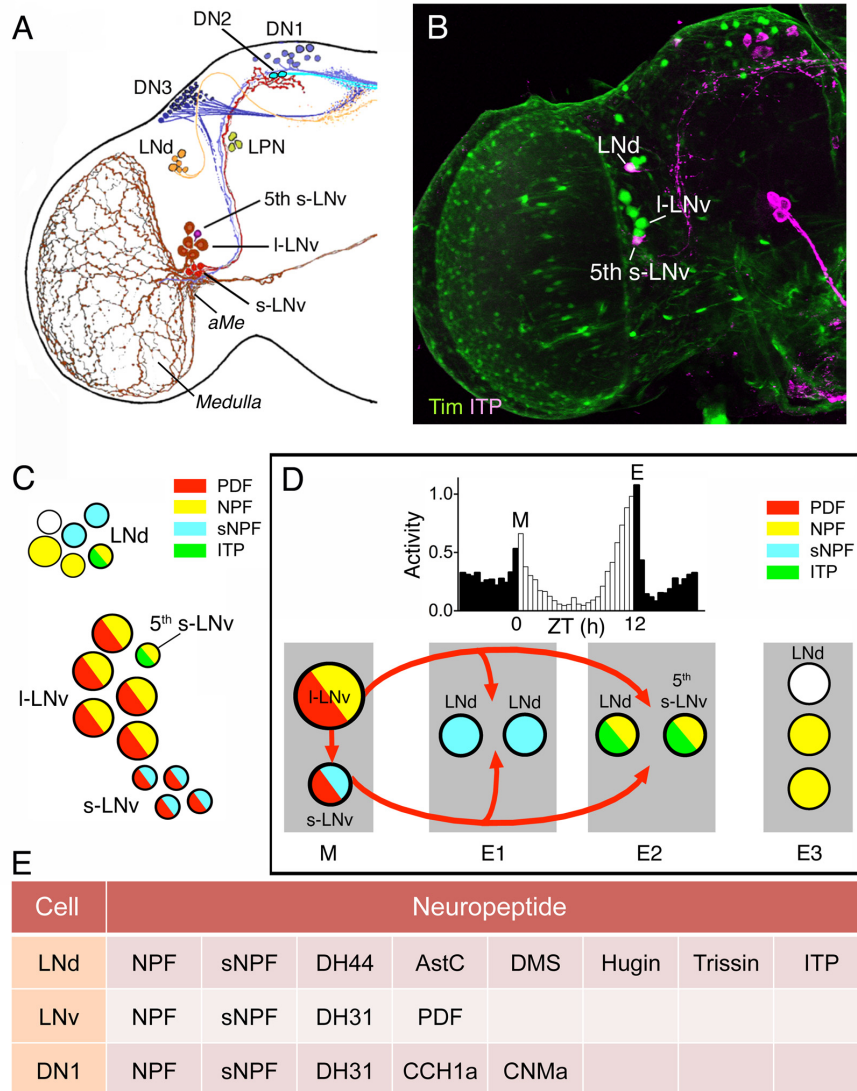 A
DN2
DN1
DN3
LNd
LPN
5th s-LNv
l-LNv
s-LNv
aMe
Medulla
B
LNd
l-LNv
5th s-LNv
Tim ITP
C
PDF
NPF
sNPF
ITP
LNd
5th s-LNv
l-LNv
s-LNv
D
E
M
1.0
0.5
0.0
Activity
0 ZT (h) 12
PDF
NPF
sNPF
ITP
l-LNv
s-LNv
LNd LNd
LNd 5th s-LNv
LNd
M E1 E2 E3
E
Cell Neuropeptide
LNd NPF sNPF DH44 AstC DMS Hugin Trissin ITP
LNv NPF sNPF DH31 PDF
DN1 NPF sNPF DH31 CCH1a CNMa